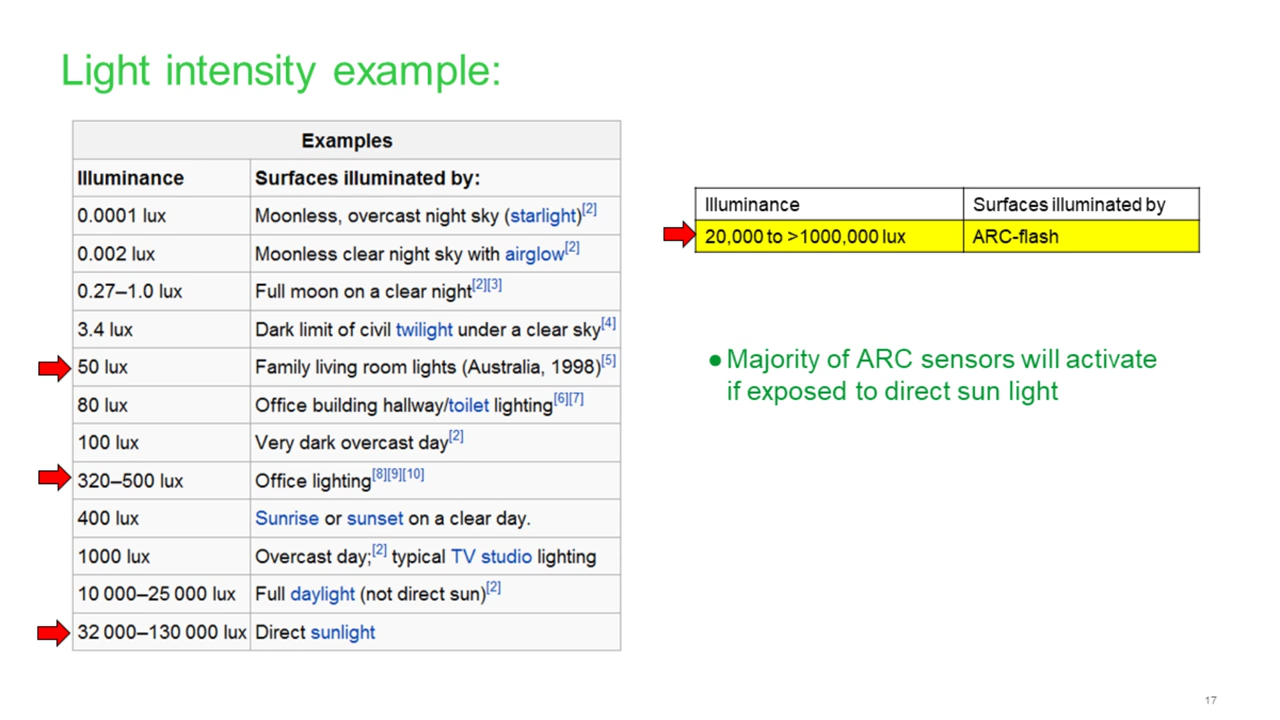 Light intensity example:
Examples
Illuminance Surfaces illuminated by:
0.0001 lux Moonless, overcast night sky (starlight)[2]
0.002 lux Moonless clear night sky with airglow[2]
0.27–1.0 lux Full moon on a clear night[2][3]
3.4 lux Dark limit of civil twilight under a clear sky[4]
50 lux Family living room lights (Australia, 1998)[5]
80 lux Office building hallway/toilet lighting[6][7]
100 lux Very dark overcast day[2]
320–500 lux Office lighting[8][9][10]
400 lux Sunrise or sunset on a clear day.
1000 lux Overcast day;[2] typical TV studio lighting
10 000–25 000 lux Full daylight (not direct sun)[2]
32 000–130 000 lux Direct sunlight
Illuminance Surfaces illuminated by
20,000 to >1000,000 lux ARC-flash
● Majority of ARC sensors will activate
if exposed to direct sun light
17